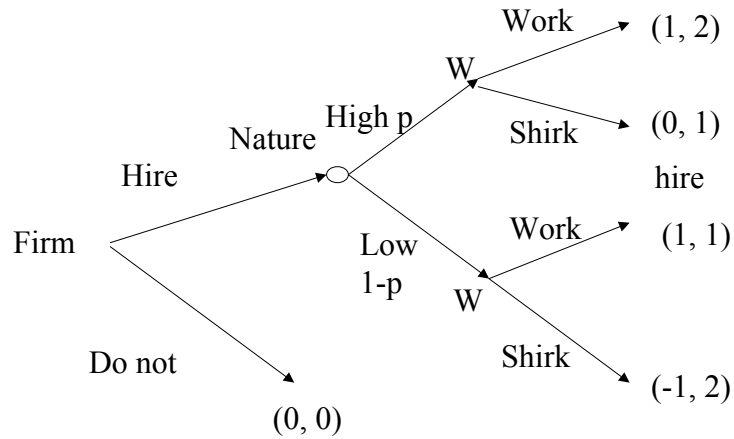 Work
(1, 2)
W
High p
Nature
Shirk
(0, 1)
Hire
hire
Firm
Work
(1, 1)
Low
1-p
W
Shirk
Do not
(-1, 2)
(0, 0)